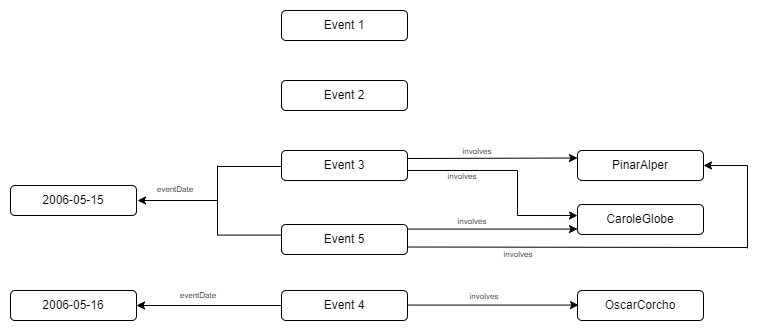 Event 1
Event 2
Event 3
involves
PinarAlper
involves
eventDate
2006-05-15
CaroleGlobe
involves
Event 5
involves
2006-05-16
eventDate
Event 4
involves
OscarCorcho